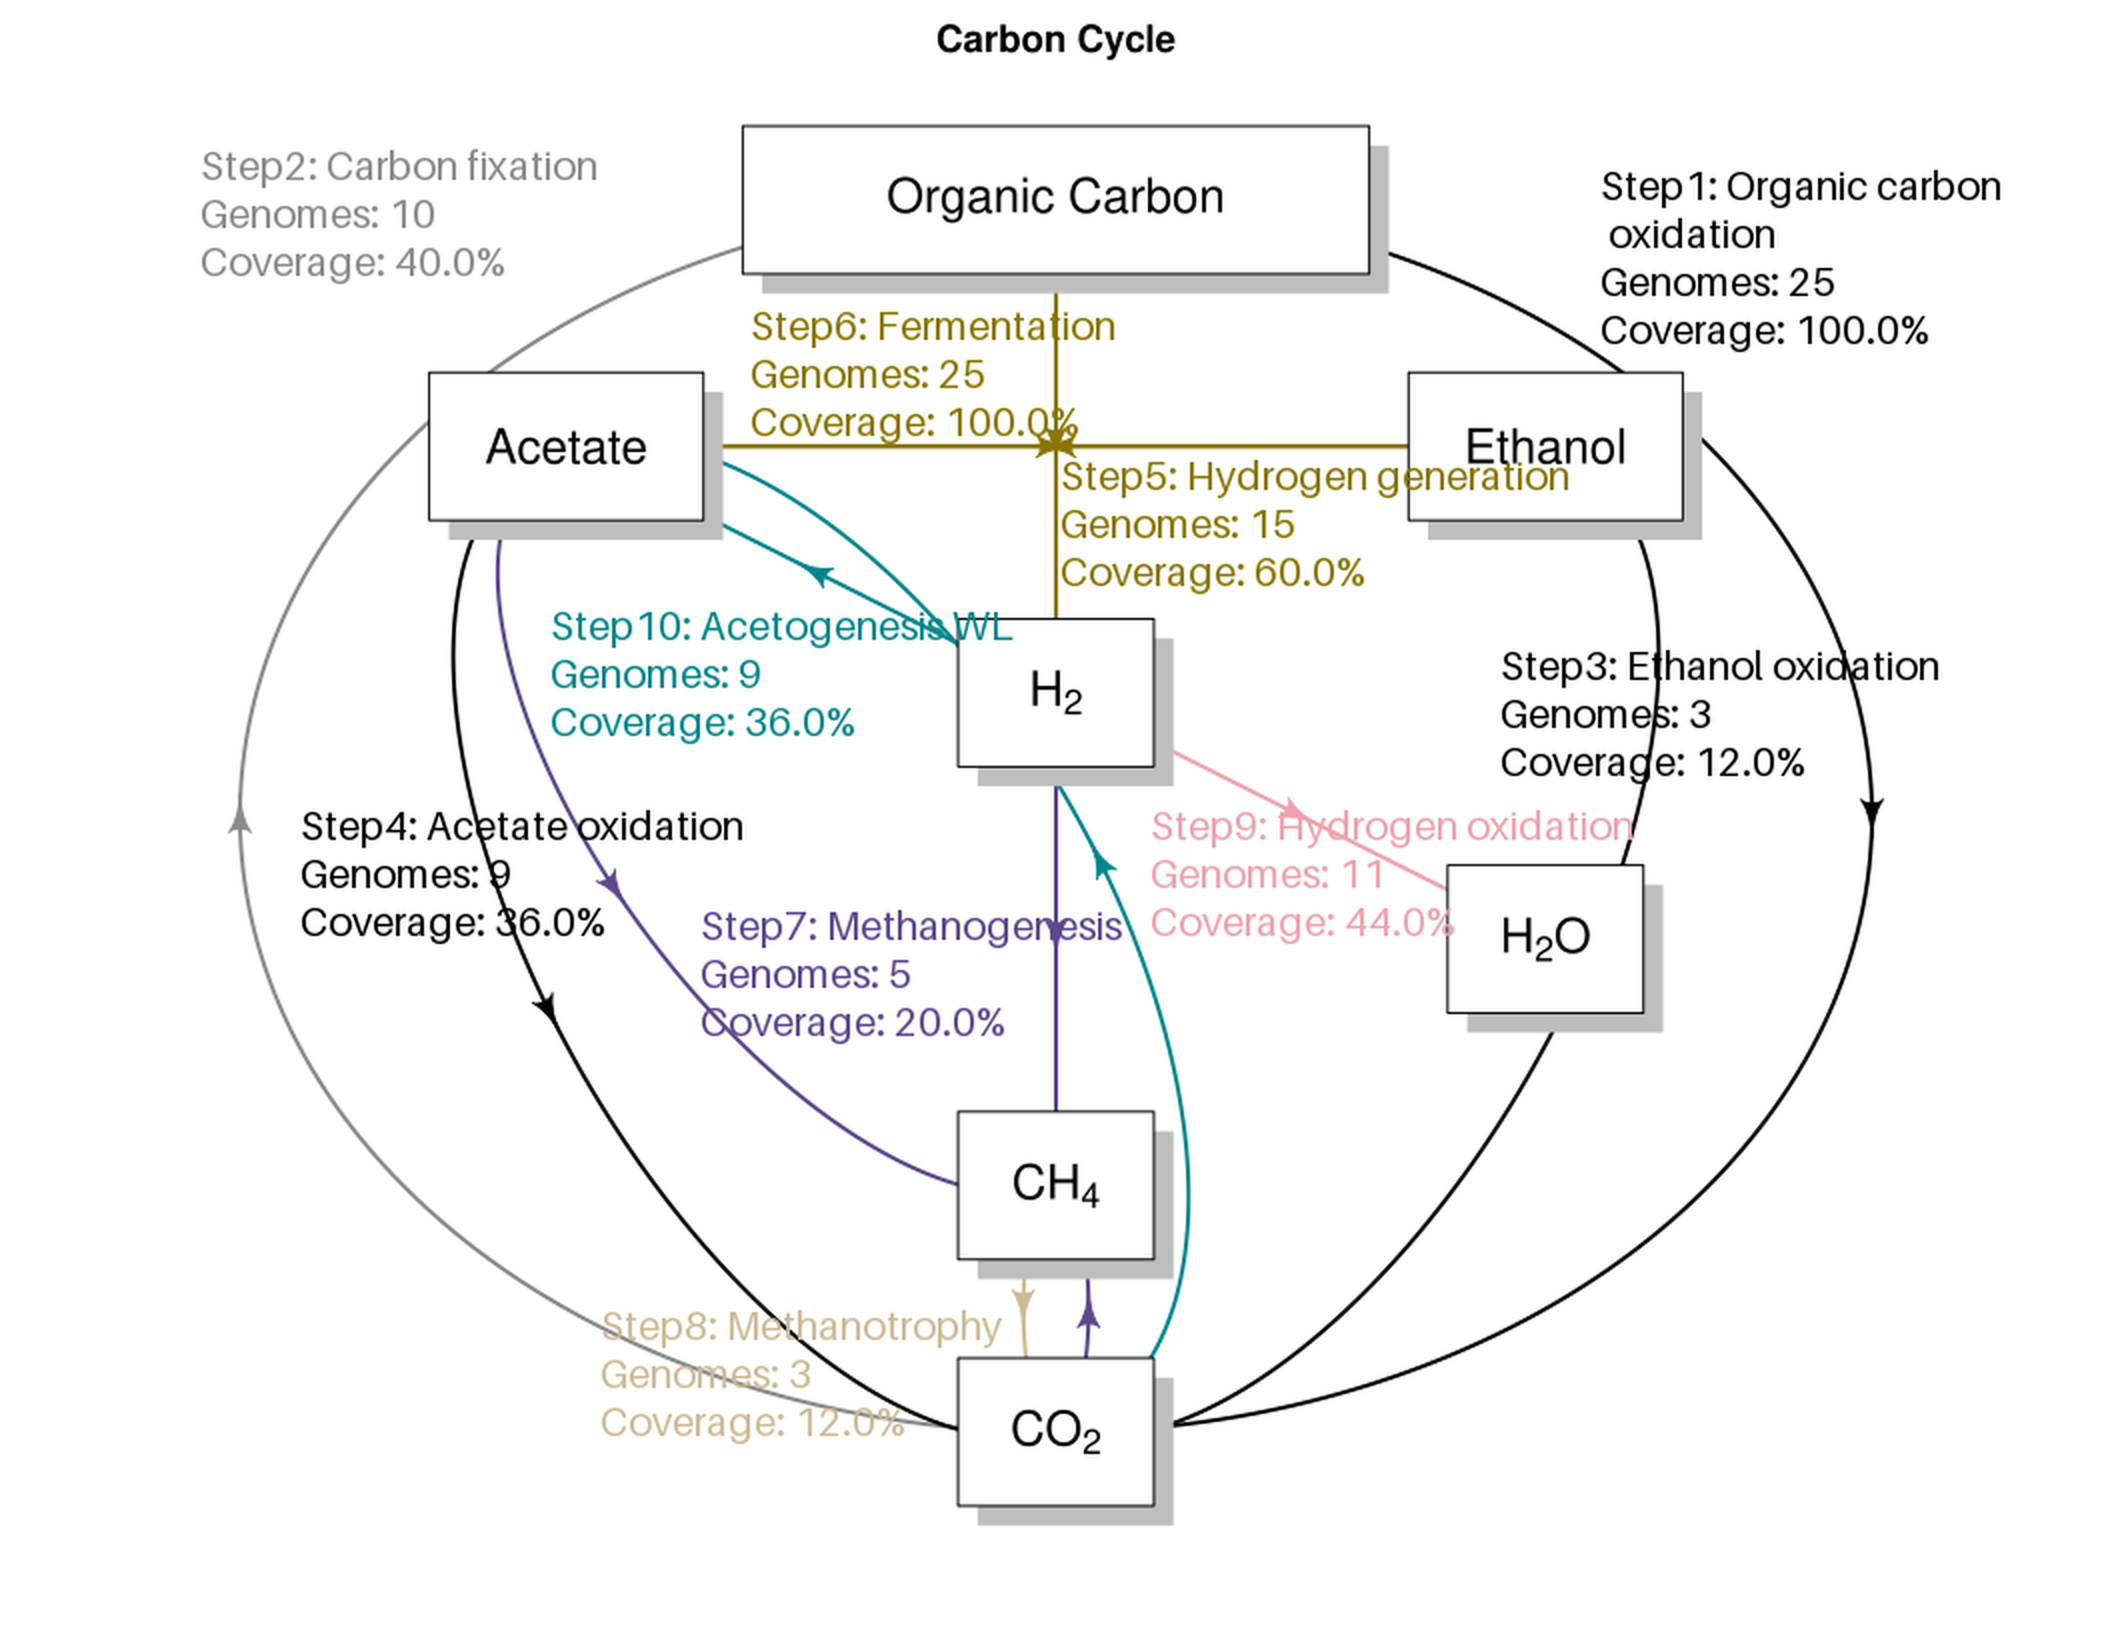 Carbon Cycle
Step2: Carbon fixation
Genomes: 10
Coverage: 40.0%
Organic Carbon
Step1: Organic carbon
oxidation
Genomes: 25
Coverage: 100.0%
Step6: Fermentation
Genomes: 25
Coverage: 100.0%
Acetate
Ethanol
Step5: Hydrogen generation
Genomes: 15
Coverage: 60.0%
Step10: Acetogenesis WL
Genomes: 9
Coverage: 36.0%
H₂
Step3: Ethanol oxidation
Genomes: 3
Coverage: 12.0%
Step4: Acetate oxidation
Genomes: 9
Coverage: 36.0%
Step9: Hydrogen oxidation
Genomes: 11
Coverage: 44.0%
Step7: Methanogenesis
Genomes: 5
Coverage: 20.0%
H₂O
CH₄
Step8: Methanotrophy
Genomes: 3
Coverage: 12.0%
CO₂